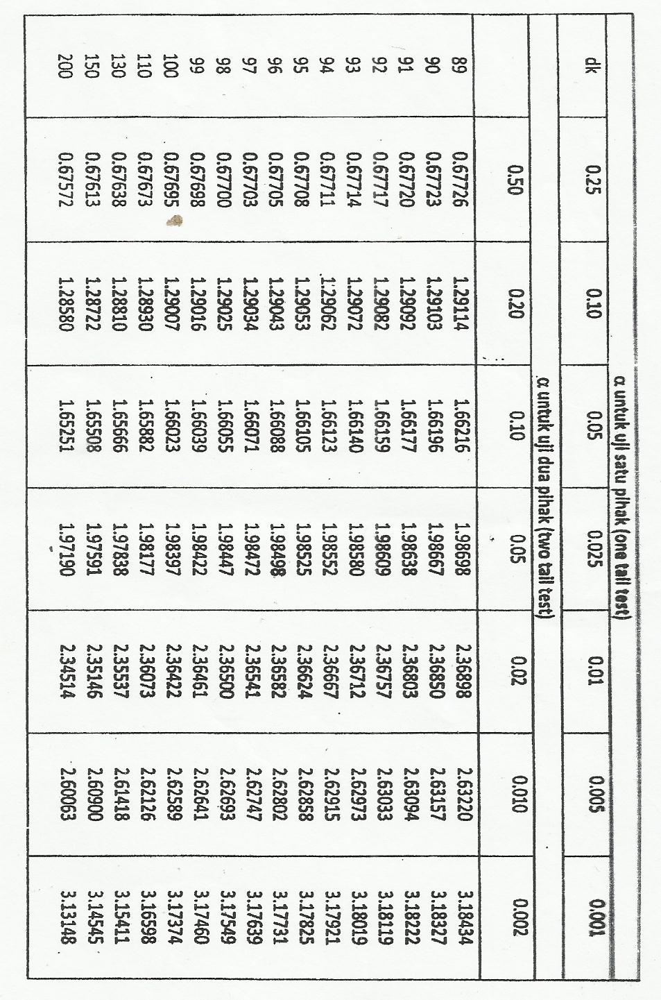 α untuk uji satu pihak (one tail test)
dk 0.25 0.10 0.05 0.025 0.01 0.005 0.001
α untuk uji dua pihak (two tail test)
0.50 0.20 0.10 0.05 0.02 0.010 0.002
89 0.67726 1.29114 1.66216 1.98698 2.36898 2.63220 3.18434
90 0.67723 1.29103 1.66196 1.98667 2.36850 2.63157 3.18327
91 0.67720 1.29092 1.66177 1.98638 2.36803 2.63094 3.18222
92 0.67717 1.29082 1.66159 1.98609 2.36757 2.63033 3.18119
93 0.67714 1.29072 1.66140 1.98580 2.36712 2.62973 3.18019
94 0.67711 1.29062 1.66123 1.98552 2.36667 2.62915 3.17921
95 0.67708 1.29053 1.66105 1.98525 2.36624 2.62858 3.17825
96 0.67705 1.29043 1.66088 1.98498 2.36582 2.62802 3.17731
97 0.67703 1.29034 1.66071 1.98472 2.36541 2.62747 3.17639
98 0.67700 1.29025 1.66055 1.98447 2.36500 2.62693 3.17549
99 0.67698 1.29016 1.66039 1.98422 2.36461 2.62641 3.17460
100 0.67695 1.29007 1.66023 1.98397 2.36422 2.62589 3.17374
110 0.67673 1.28930 1.65882 1.98177 2.36073 2.62126 3.16598
130 0.67638 1.28810 1.65666 1.97838 2.35537 2.61418 3.15411
150 0.67613 1.28722 1.65508 1.97591 2.35146 2.60900 3.14545
200 0.67572 1.28580 1.65251 1.97190 2.34514 2.60063 3.13148